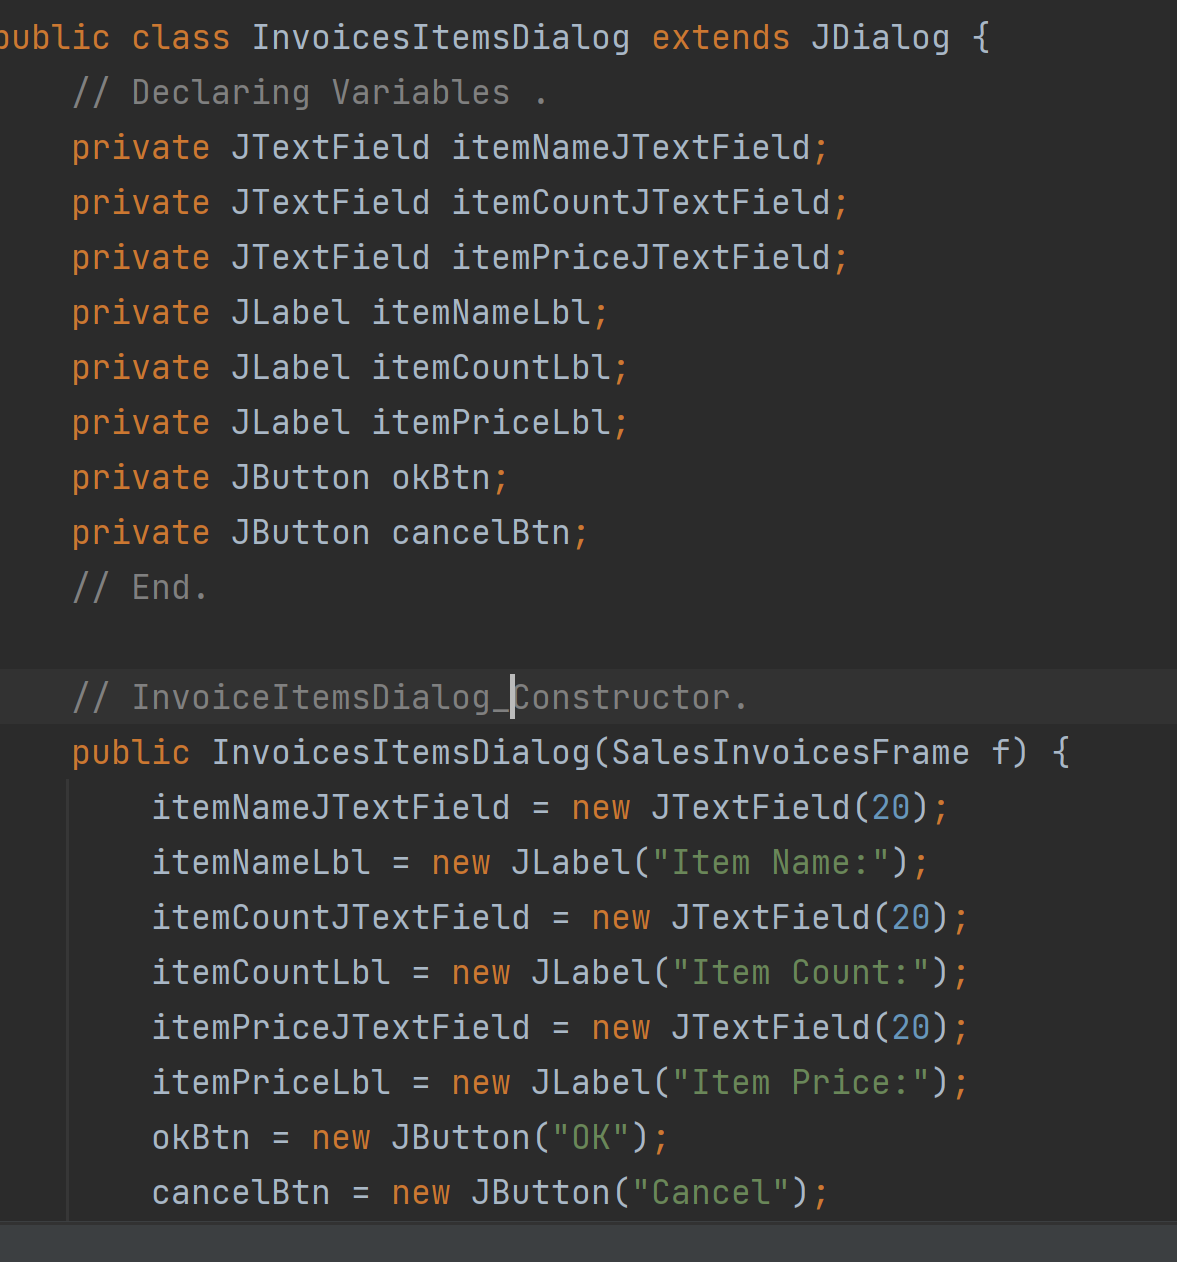 public class InvoicesItemsDialog extends JDialog {
// Declaring Variables .
private JTextField itemNameJTextField;
private JTextField itemCountJTextField;
private JTextField itemPriceJTextField;
private JLabel itemNameLbl;
private JLabel itemCountLbl;
private JLabel itemPriceLbl;
private JButton okBtn;
private JButton cancelBtn;
// End.
// InvoiceItemsDialog_Constructor.
public InvoicesItemsDialog(SalesInvoicesFrame f) {
itemNameJTextField = new JTextField(20);
itemNameLbl = new JLabel("Item Name:");
itemCountJTextField = new JTextField(20);
itemCountLbl = new JLabel("Item Count:");
itemPriceJTextField = new JTextField(20);
itemPriceLbl = new JLabel("Item Price:");
okBtn = new JButton("OK");
cancelBtn = new JButton("Cancel");